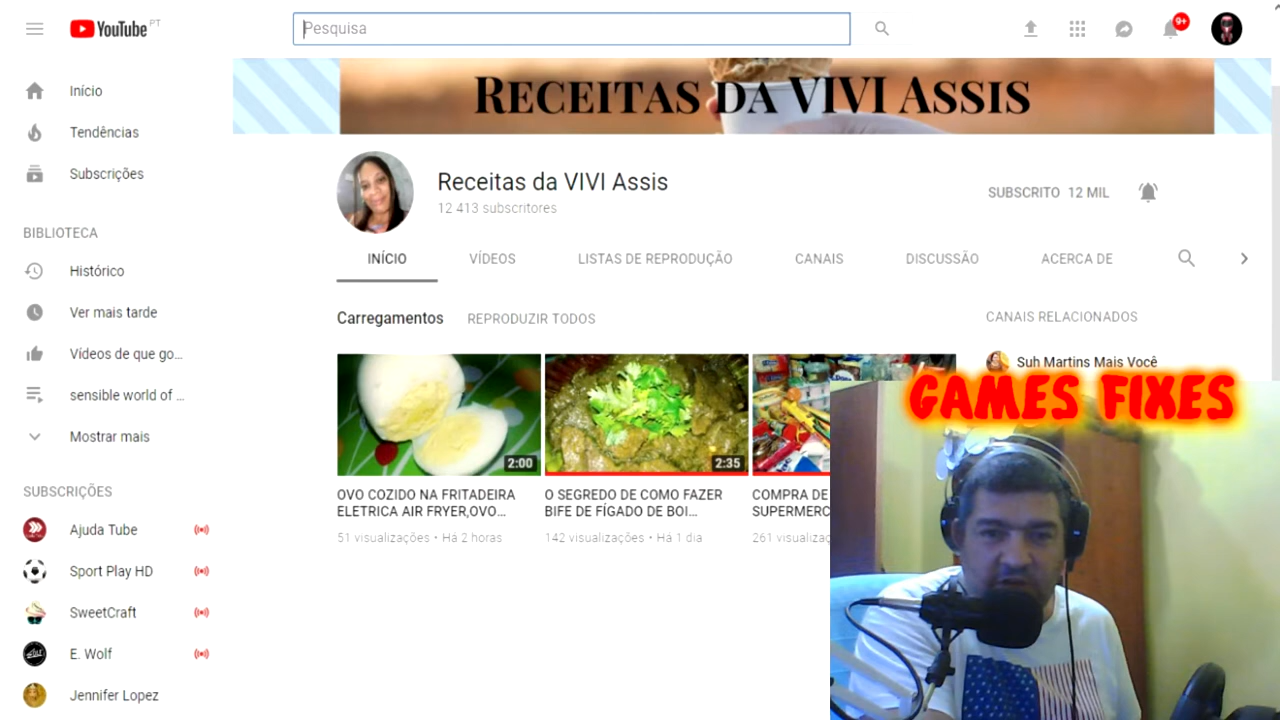 YouTube PT
Pesquisa
9+
Início
Tendências
Subscrições
BIBLIOTECA
Histórico
Ver mais tarde
Vídeos de que go...
sensible world of ...
Mostrar mais
SUBSCRIÇÕES
Ajuda Tube
Sport Play HD
SweetCraft
E. Wolf
Jennifer Lopez
RECEITAS DA VIVI ASSIS
Receitas da VIVI Assis
12 413 subscritores
SUBSCRITO 12 MIL
INÍCIO VÍDEOS LISTAS DE REPRODUÇÃO CANAIS DISCUSSÃO ACERCA DE
Carregamentos REPRODUZIR TODOS
2:00
OVO COZIDO NA FRITADEIRA
ELETRICA AIR FRYER,OVO...
51 visualizações • Há 2 horas
2:35
O SEGREDO DE COMO FAZER
BIFE DE FÍGADO DE BOI...
142 visualizações • Há 1 dia
COMPRA DE
SUPERMERC
261 visualizaç
CANAIS RELACIONADOS
Suh Martins Mais Você
GAMES FIXES